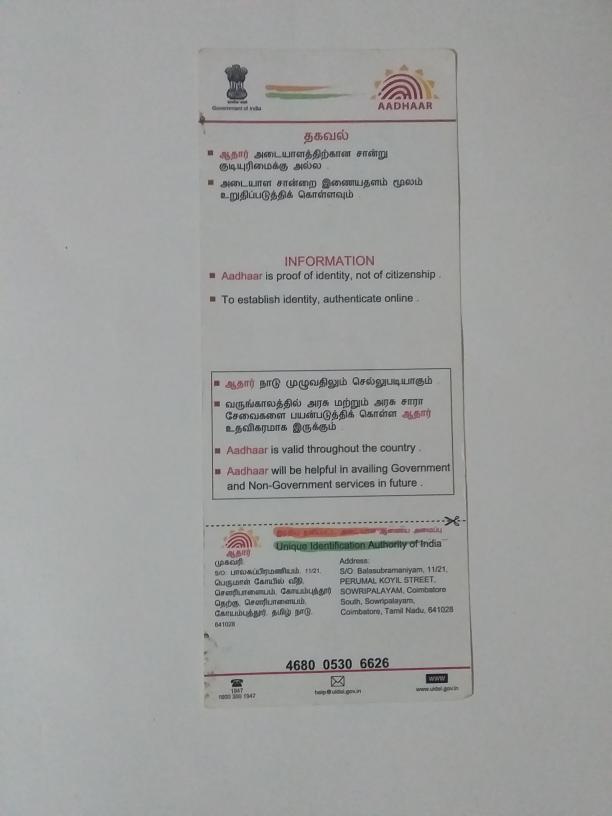 Government of India
AADHAAR
தகவல்
ஆதார் அடையாளத்திற்கான சான்று
குடியுரிமைக்கு அல்ல .
அடையாள சான்றை இணையதளம் மூலம்
உறுதிப்படுத்திக் கொள்ளவும் .
INFORMATION
Aadhaar is proof of identity, not of citizenship .
To establish identity, authenticate online .
ஆதார் நாடு முழுவதிலும் செல்லுபடியாகும் .
வருங்காலத்தில் அரசு மற்றும் அரசு சாரா
சேவைகளை பயன்படுத்திக் கொள்ள ஆதார்
உதவிகரமாக இருக்கும் .
Aadhaar is valid throughout the country .
Aadhaar will be helpful in availing Government
and Non-Government services in future .
ஆதார்
Unique Identification Authority of India
முகவரி:
S/O: பாலசுப்பிரமணியம், 11/21,
பெருமாள் கோயில் வீதி,
சௌரிபாளையம், கோயம்புத்தூர்
தெற்கு, சௌரிபாளையம்,
கோயம்புத்தூர், தமிழ் நாடு,
641028
Address:
S/O: Balasubramaniyam, 11/21,
PERUMAL KOYIL STREET,
SOWRIPALAYAM, Coimbatore
South, Sowripalayam,
Coimbatore, Tamil Nadu, 641028
4680 0530 6626
1947
1800 300 1947
help@uidai.gov.in
www
www.uidai.gov.in